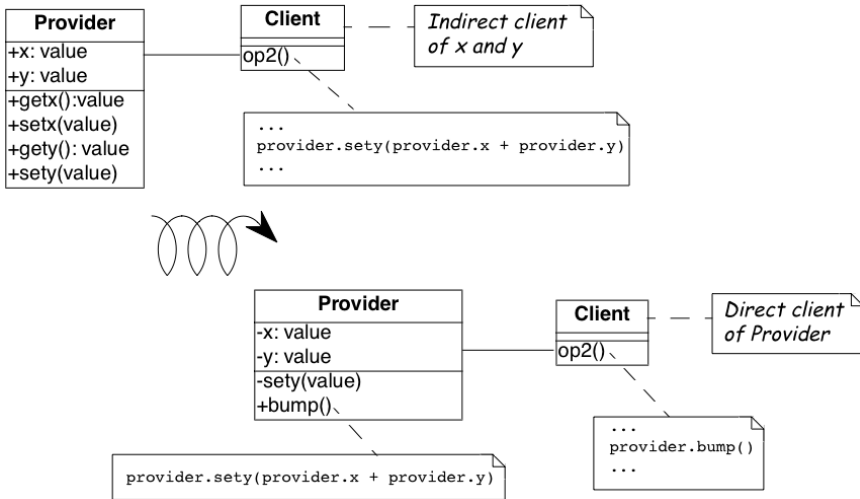 Provider
+x: value
+y: value
+getx():value
+setx(value)
+gety(): value
+sety(value)
Client
op2()
Indirect client
of x and y
...
provider.sety(provider.x + provider.y)
...
Provider
-x: value
-y: value
-sety(value)
+bump()
Client
op2()
Direct client
of Provider
provider.sety(provider.x + provider.y)
...
provider.bump()
...